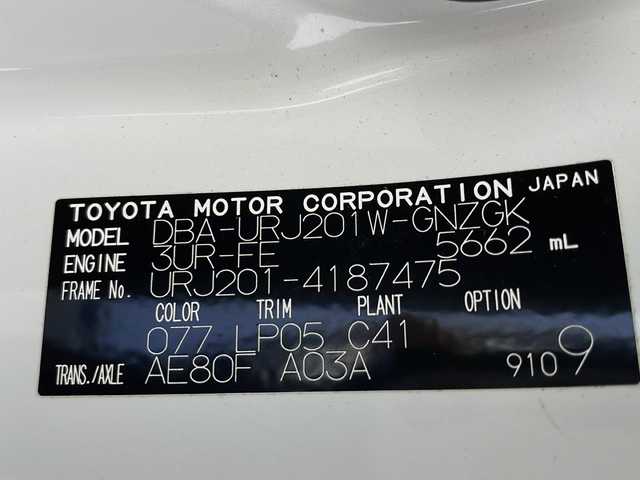 TOYOTA MOTOR CORPORATION JAPAN
MODEL DBA-URJ201W-GNZGK
ENGINE 3UR-FE 5662 mL
FRAME No. URJ201-4187475
COLOR TRIM PLANT OPTION
077 LP05 C41
TRANS./AXLE AE80F A03A 9109